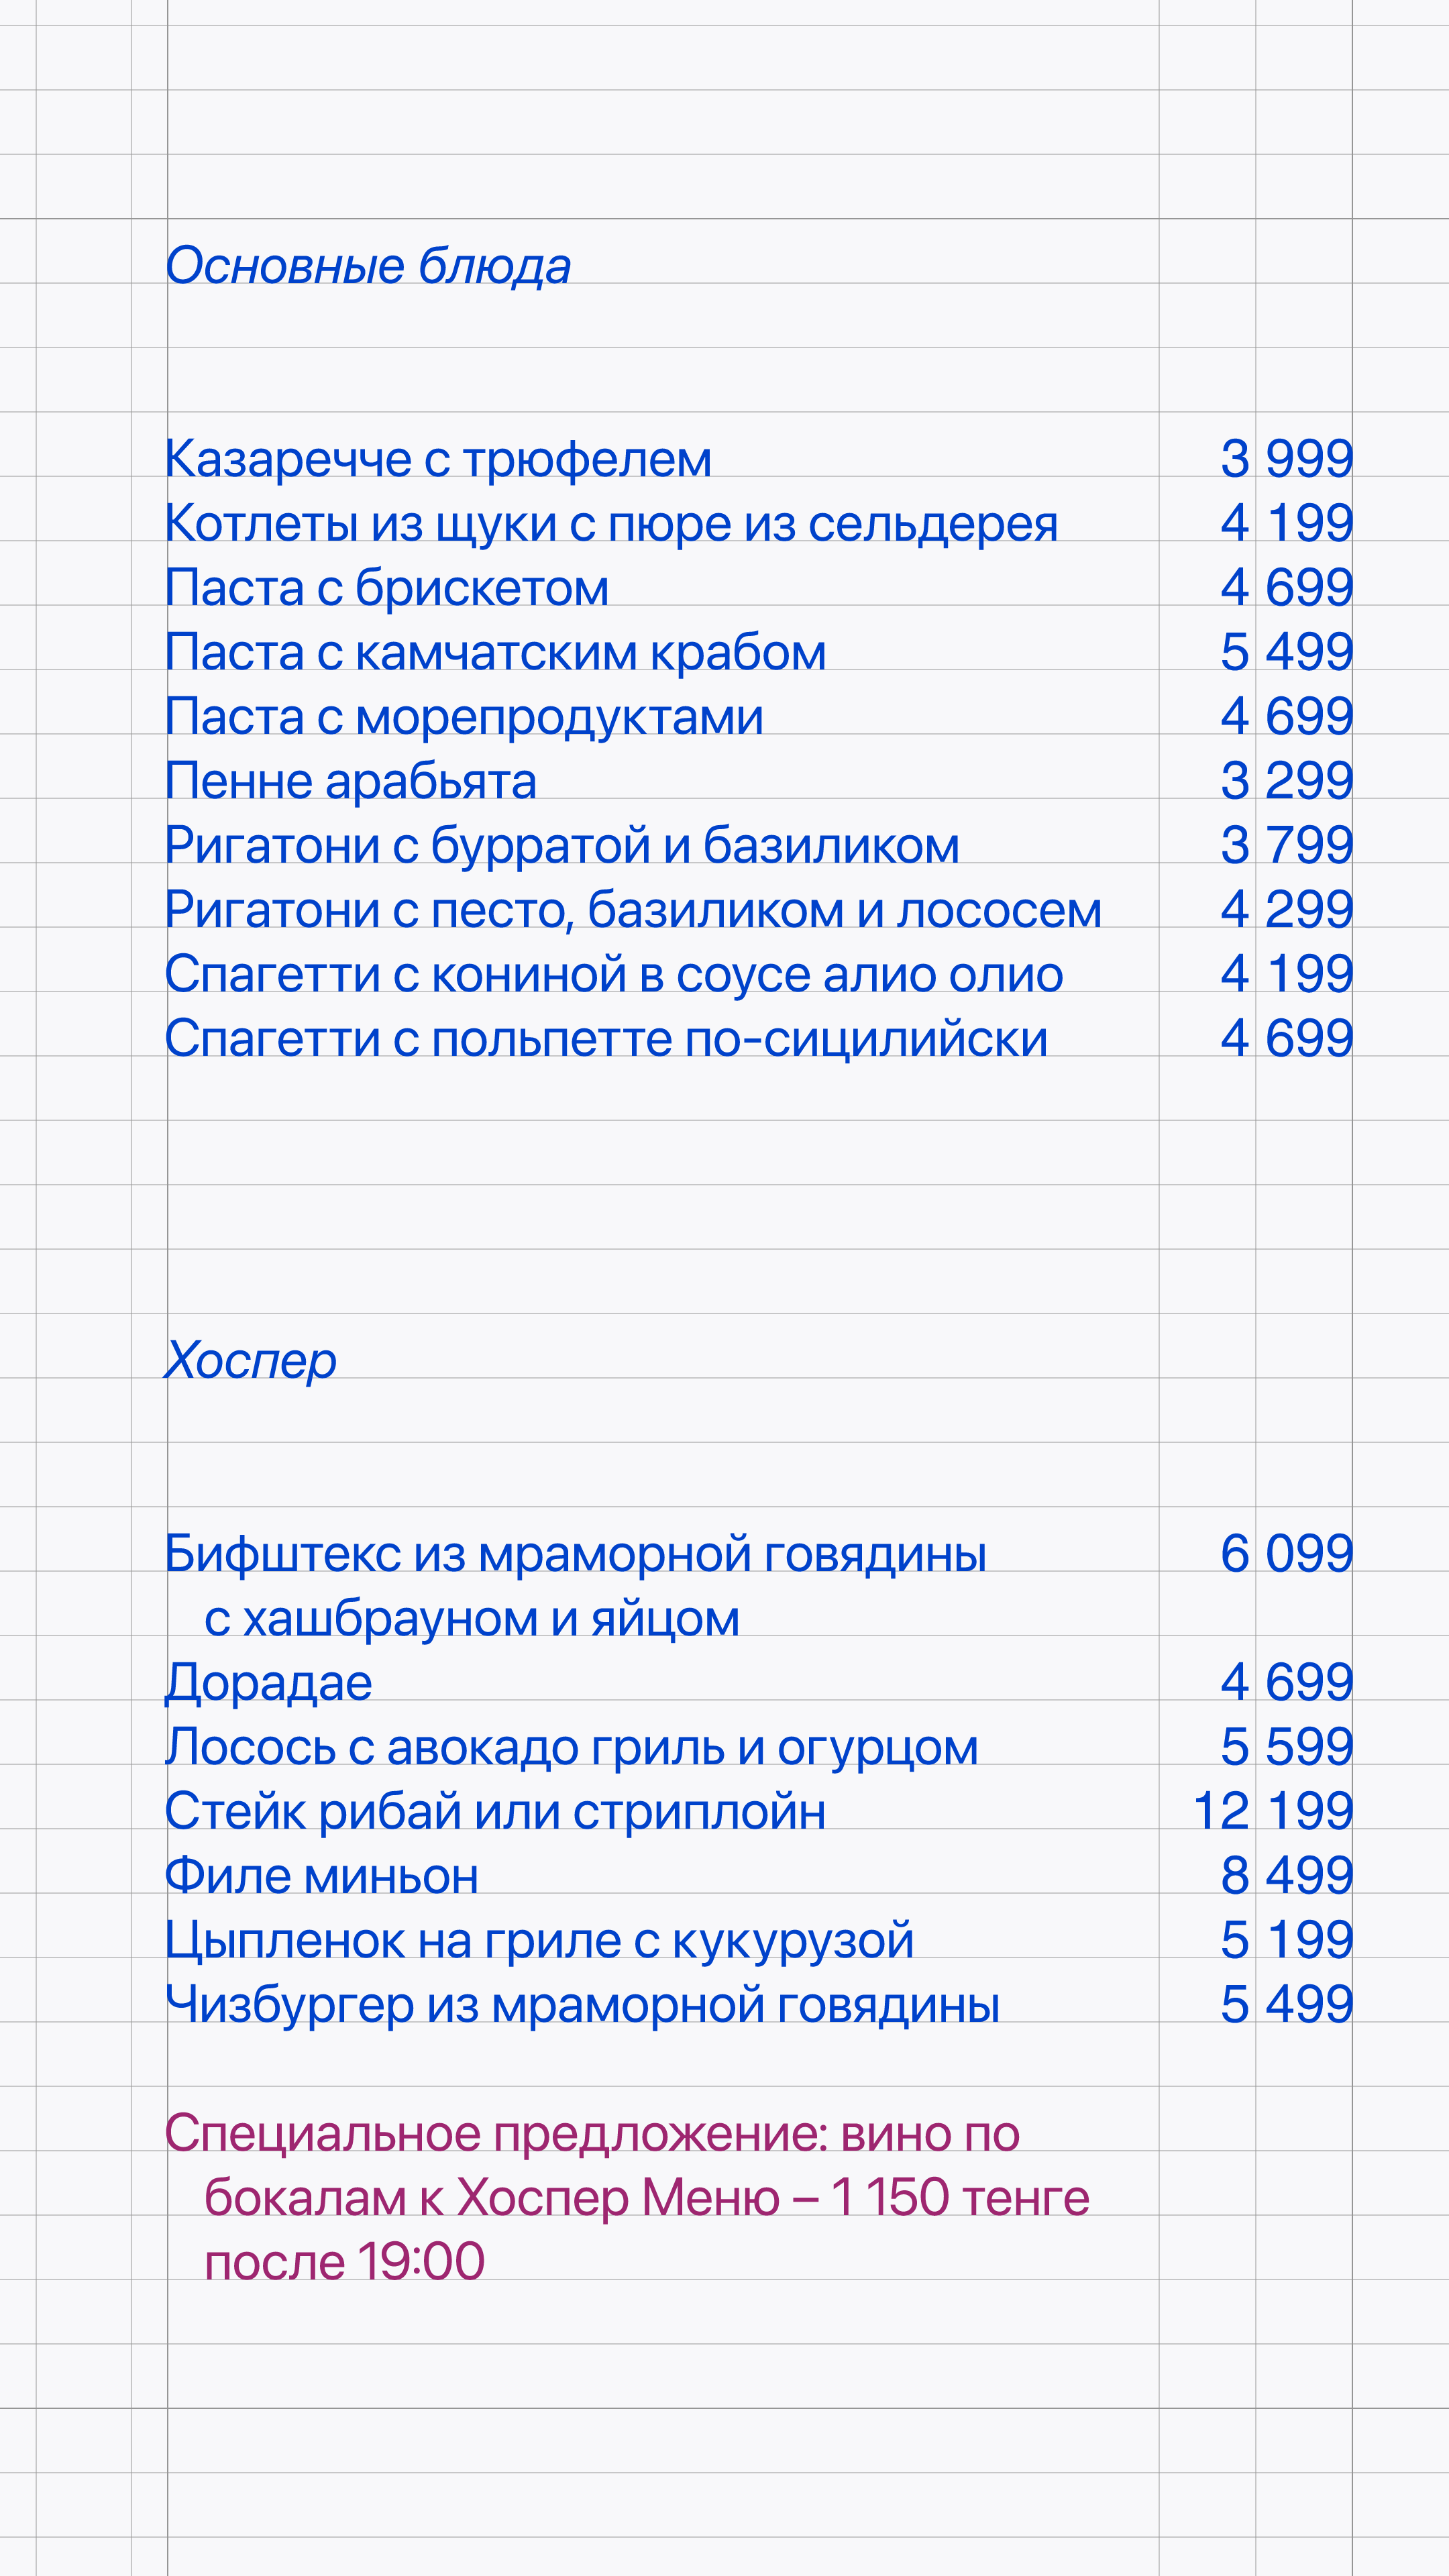 Основные блюда
Казаречче с трюфелем 3 999
Котлеты из щуки с пюре из сельдерея 4 199
Паста с брискетом 4 699
Паста с камчатским крабом 5 499
Паста с морепродуктами 4 699
Пенне арабьята 3 299
Ригатони с бурратой и базиликом 3 799
Ригатони с песто, базиликом и лососем 4 299
Спагетти с кониной в соусе алио олио 4 199
Спагетти с польпетте по-сицилийски 4 699
Хоспер
Бифштекс из мраморной говядины 6 099
с хашбрауном и яйцом
Дорадае 4 699
Лосось с авокадо гриль и огурцом 5 599
Стейк рибай или стриплойн 12 199
Филе миньон 8 499
Цыпленок на гриле с кукурузой 5 199
Чизбургер из мраморной говядины 5 499
Специальное предложение: вино по
бокалам к Хоспер Меню – 1 150 тенге
после 19:00